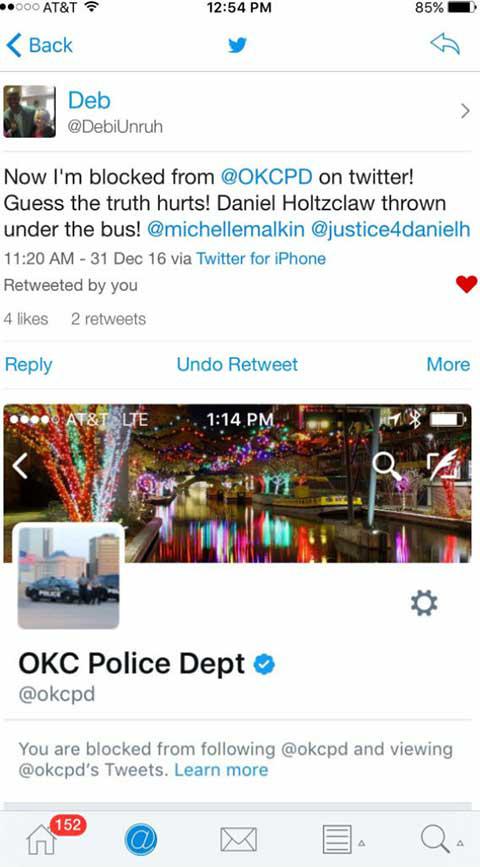 AT&T 12:54 PM 85%
Back
Deb
@DebiUnruh
Now I'm blocked from @OKCPD on twitter!
Guess the truth hurts! Daniel Holtzclaw thrown
under the bus! @michellemalkin @justice4danielh
11:20 AM - 31 Dec 16 via Twitter for iPhone
Retweeted by you
4 likes 2 retweets
Reply Undo Retweet More
AT&T LTE 1:14 PM
POLICE
OKC Police Dept
@okcpd
You are blocked from following @okcpd and viewing
@okcpd's Tweets. Learn more
152
@